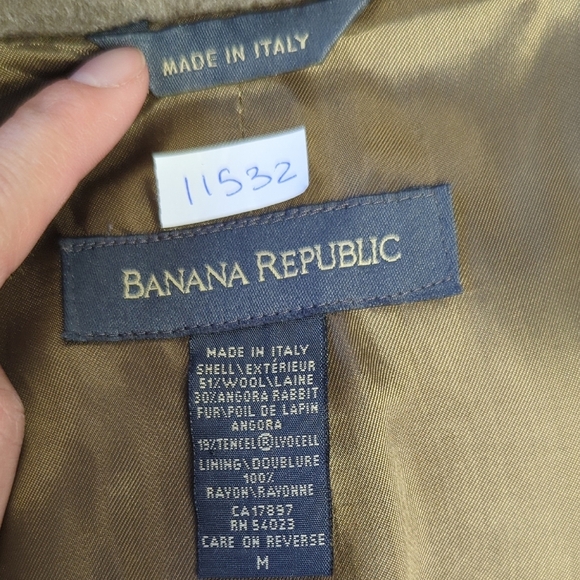 MADE IN ITALY
11532
BANANA REPUBLIC
MADE IN ITALY
SHELL\EXTÉRIEUR
51%WOOL\LAINE
30%ANGORA RABBIT
FUR\POIL DE LAPIN
ANGORA
19%TENCEL®LYOCELL
LINING\DOUBLURE
100%
RAYON\RAYONNE
CA17897
RN 54023
CARE ON REVERSE
M